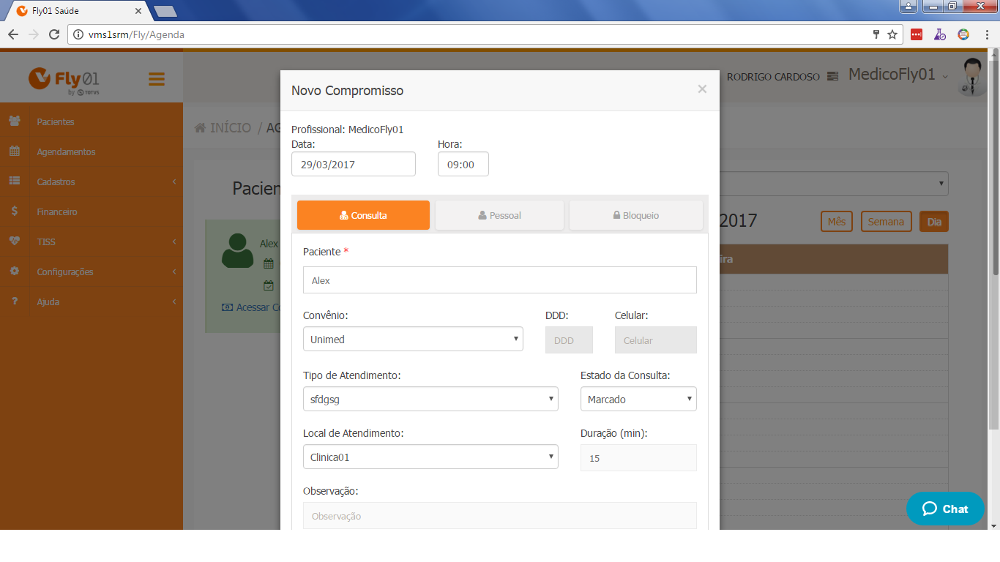 Fly01 Saúde
vms1srm/Fly/Agenda
Fly01
by TOTVS
RODRIGO CARDOSO MedicoFly01
Pacientes
Agendamentos
Cadastros
Financeiro
TISS
Configurações
Ajuda
INÍCIO /
Alex
Acessar
2017
Mês Semana Dia
Novo Compromisso ×
Profissional: MedicoFly01
Data: Hora:
29/03/2017 09:00
Consulta Pessoal Bloqueio
Paciente *
Alex
Convênio: DDD: Celular:
Unimed DDD Celular
Tipo de Atendimento: Estado da Consulta:
sfdgsg Marcado
Local de Atendimento: Duração (min):
Clinica01 15
Observação:
Observação
Chat